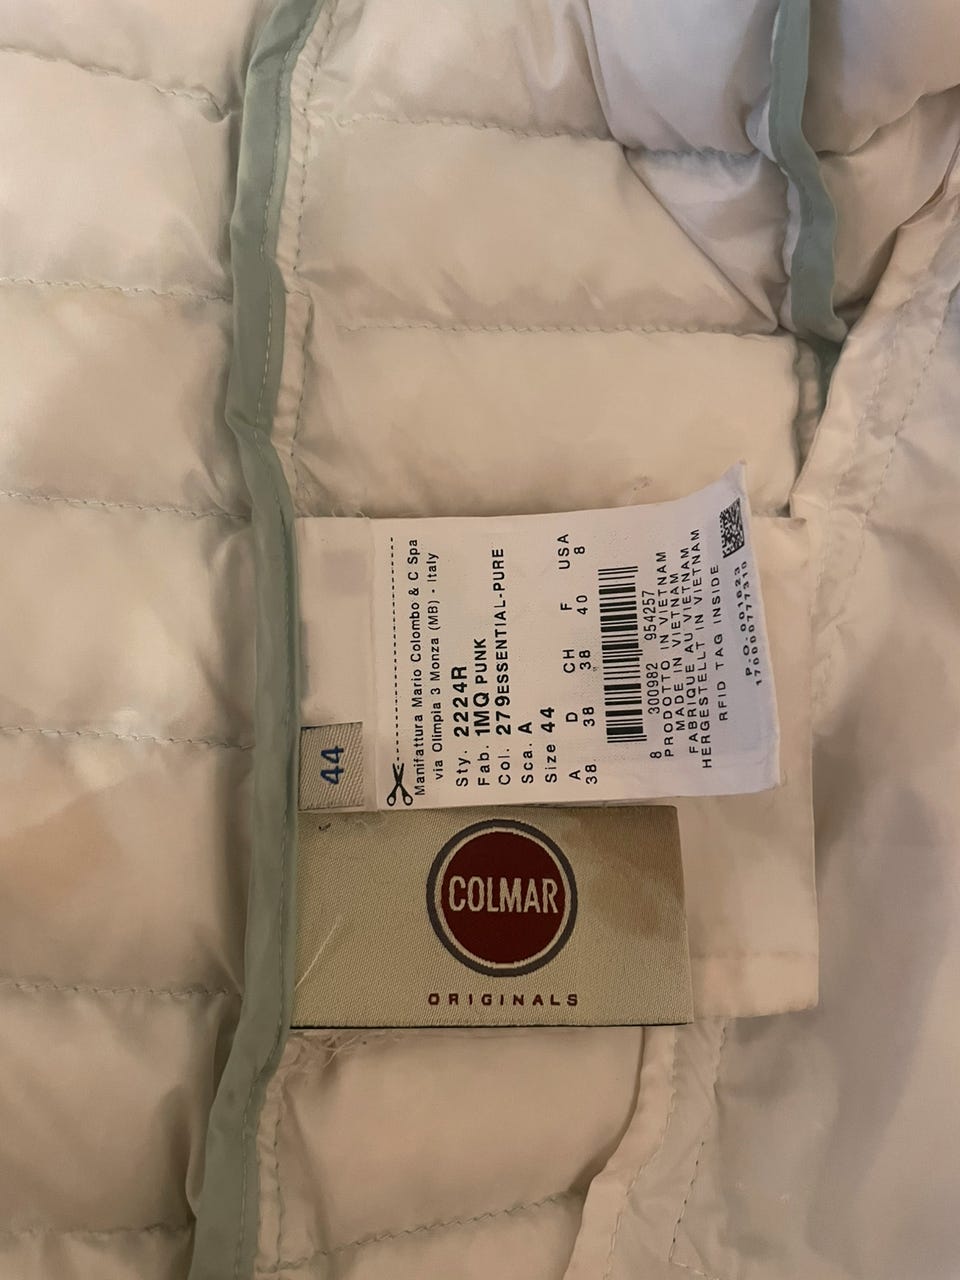 44
Manifattura Mario Colombo & C Spa
via Olimpia 3 Monza (MB) - Italy
Sty. 2224R
Fab. 1MQ PUNK
Col. 279ESSENTIAL-PURE
Sca. A
Size 44
A D CH F USA
38 38 38 40 8
8 300982 954257
PRODOTTO IN VIETNAM
MADE IN VIETNAM
FABRIQUE AU VIETNAM
HERGESTELLT IN VIETNAM
RFID TAG INSIDE
P.O. 001623
17000077310
COLMAR
ORIGINALS